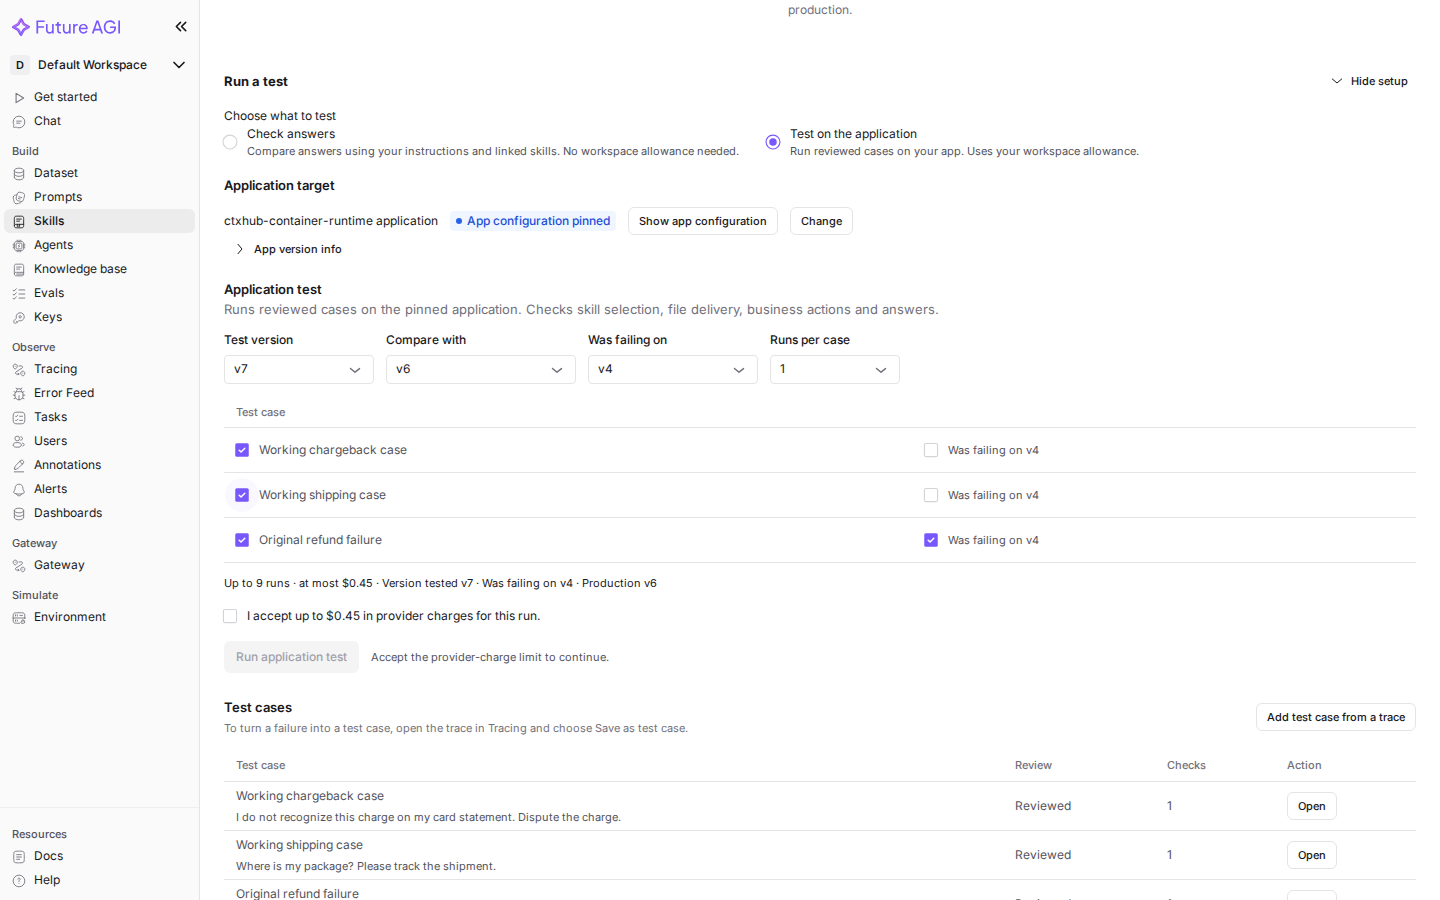 Future AGI
D Default Workspace
Get started
Chat
Build
Dataset
Prompts
Skills
Agents
Knowledge base
Evals
Keys
Observe
Tracing
Error Feed
Tasks
Users
Annotations
Alerts
Dashboards
Gateway
Gateway
Simulate
Environment
Resources
Docs
Help
production.
Run a test
Hide setup
Choose what to test
Check answers
Compare answers using your instructions and linked skills. No workspace allowance needed.
Test on the application
Run reviewed cases on your app. Uses your workspace allowance.
Application target
ctxhub-container-runtime application App configuration pinned Show app configuration Change
App version info
Application test
Runs reviewed cases on the pinned application. Checks skill selection, file delivery, business actions and answers.
Test version Compare with Was failing on Runs per case
v7 v6 v4 1
Test case
Working chargeback case Was failing on v4
Working shipping case Was failing on v4
Original refund failure Was failing on v4
Up to 9 runs · at most $0.45 · Version tested v7 · Was failing on v4 · Production v6
I accept up to $0.45 in provider charges for this run.
Run application test Accept the provider-charge limit to continue.
Test cases
To turn a failure into a test case, open the trace in Tracing and choose Save as test case.
Add test case from a trace
Test case Review Checks Action
Working chargeback case
I do not recognize this charge on my card statement. Dispute the charge.
Reviewed 1 Open
Working shipping case
Where is my package? Please track the shipment.
Reviewed 1 Open
Original refund failure